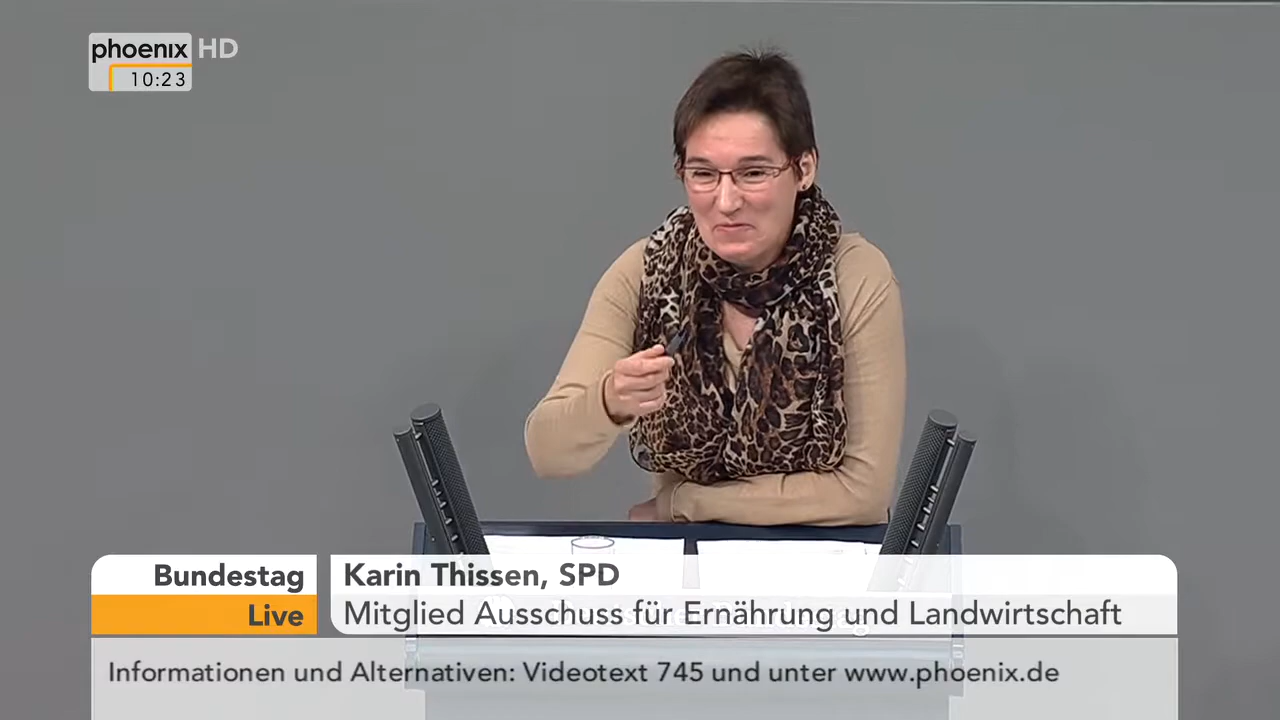 phoenix HD
10:23
Bundestag
Live
Karin Thissen, SPD
Mitglied Ausschuss für Ernährung und Landwirtschaft
Informationen und Alternativen: Videotext 745 und unter www.phoenix.de